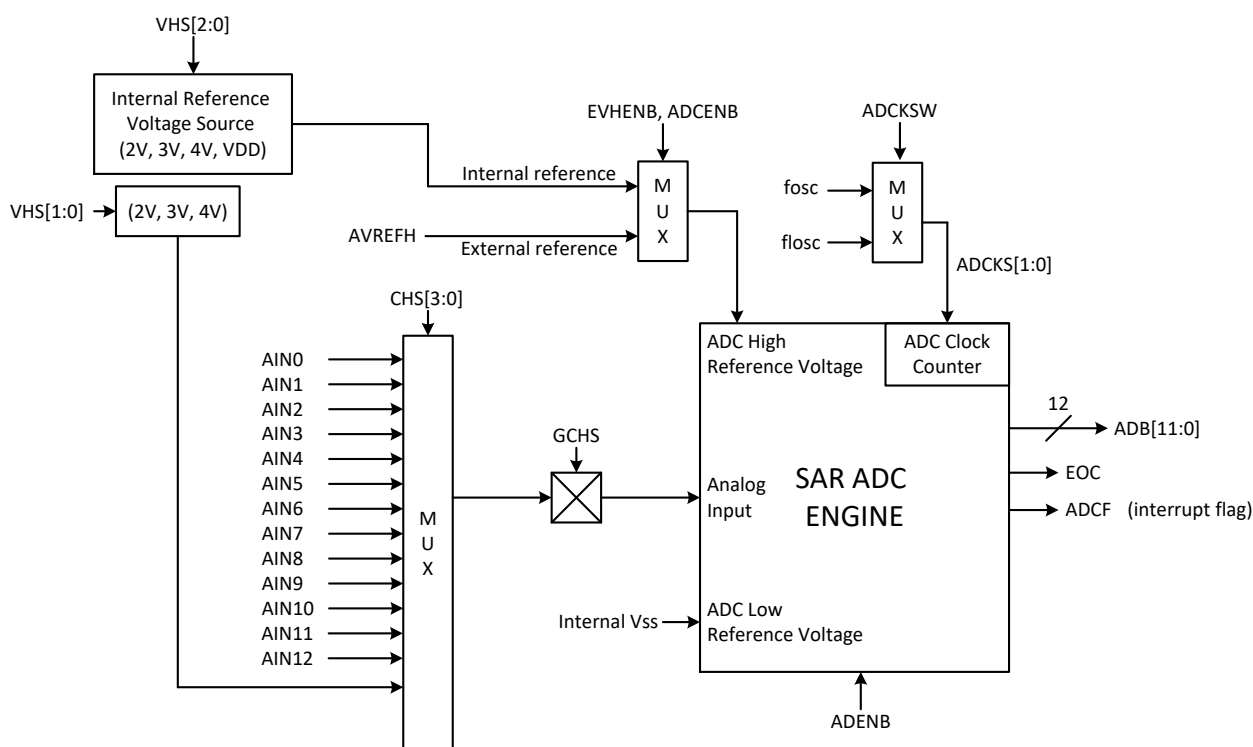 VHS[2:0]
Internal Reference
Voltage Source
(2V, 3V, 4V, VDD)
VHS[1:0]
(2V, 3V, 4V)
EVHENB, ADCENB
Internal reference
AVREFH
External reference
M
U
X
ADCKSW
fosc
flosc
M
U
X
ADCKS[1:0]
CHS[3:0]
AIN0
AIN1
AIN2
AIN3
AIN4
AIN5
AIN6
AIN7
AIN8
AIN9
AIN10
AIN11
AIN12
M
U
X
GCHS
ADC High
Reference Voltage
ADC Clock
Counter
Analog
Input
SAR ADC
ENGINE
Internal Vss
ADC Low
Reference Voltage
12
ADB[11:0]
EOC
ADCF (interrupt flag)
ADENB